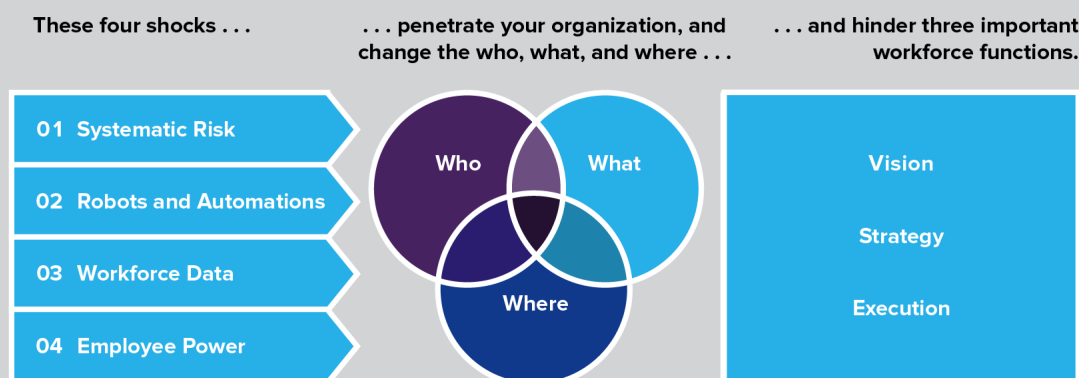 These four shocks . . .
. . . penetrate your organization, and
change the who, what, and where . . .
. . . and hinder three important
workforce functions.
01 Systematic Risk
02 Robots and Automations
03 Workforce Data
04 Employee Power
Who
What
Where
Vision
Strategy
Execution